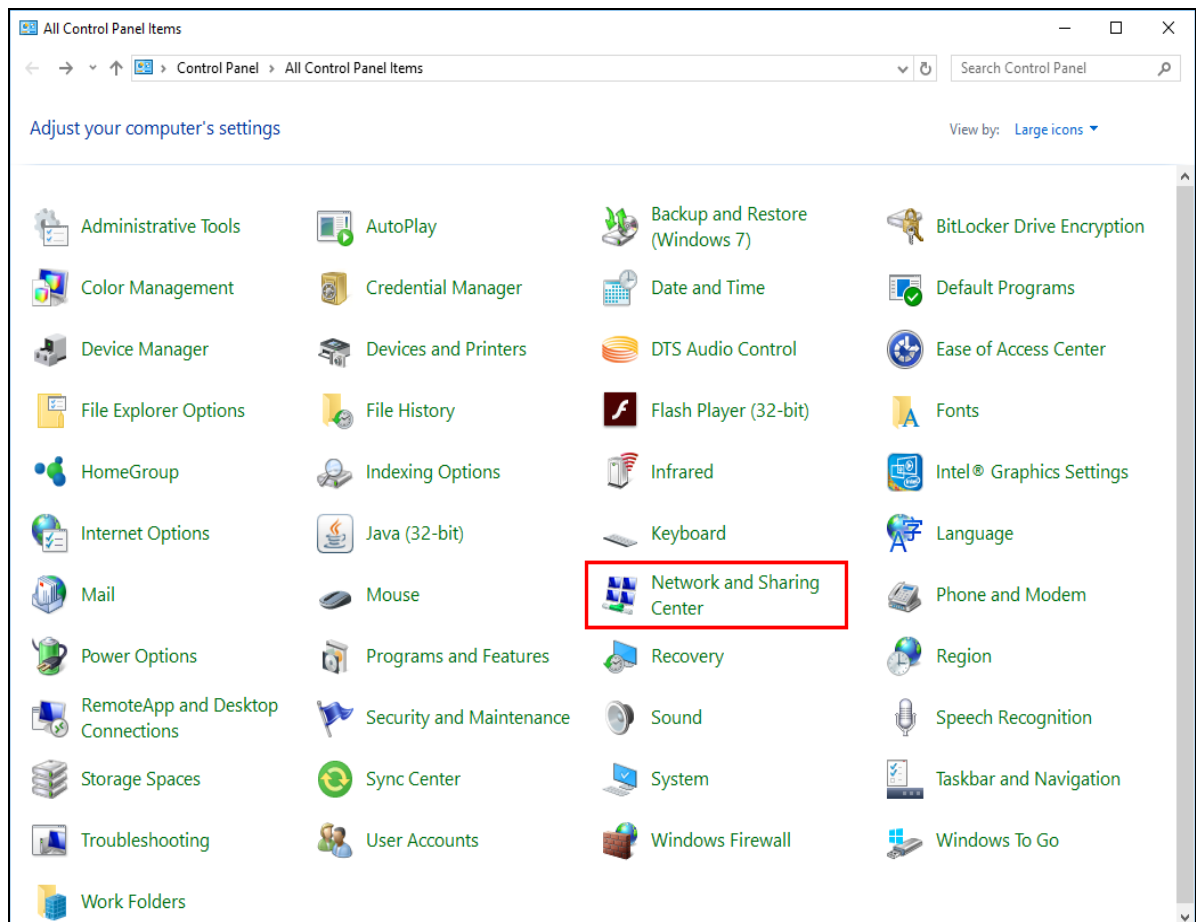 All Control Panel Items
Control Panel > All Control Panel Items
Search Control Panel
Adjust your computer's settings
View by: Large icons
Administrative Tools
AutoPlay
Backup and Restore
(Windows 7)
BitLocker Drive Encryption
Color Management
Credential Manager
Date and Time
Default Programs
Device Manager
Devices and Printers
DTS Audio Control
Ease of Access Center
File Explorer Options
File History
Flash Player (32-bit)
Fonts
HomeGroup
Indexing Options
Infrared
Intel® Graphics Settings
Internet Options
Java (32-bit)
Keyboard
Language
Mail
Mouse
Network and Sharing
Center
Phone and Modem
Power Options
Programs and Features
Recovery
Region
RemoteApp and Desktop
Connections
Security and Maintenance
Sound
Speech Recognition
Storage Spaces
Sync Center
System
Taskbar and Navigation
Troubleshooting
User Accounts
Windows Firewall
Windows To Go
Work Folders